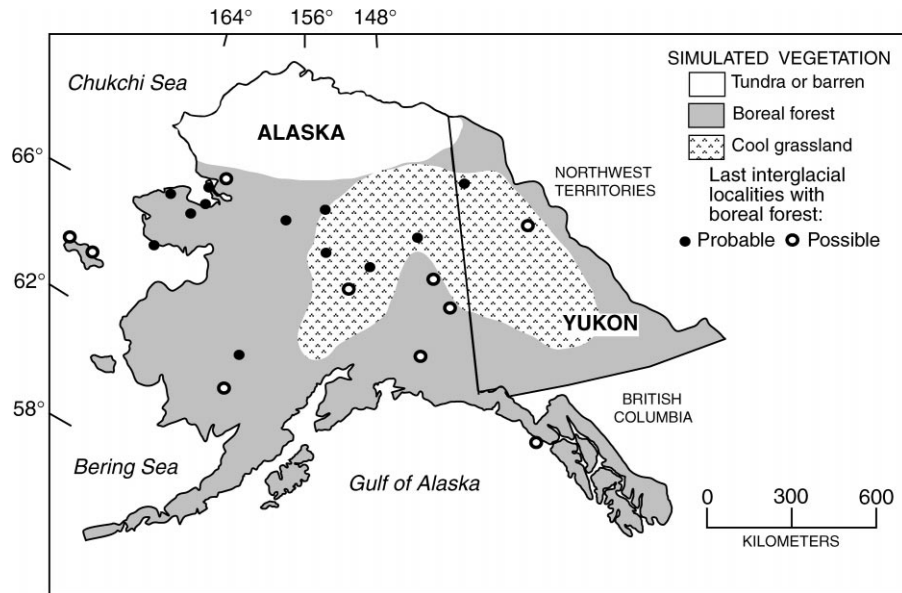 164° 156° 148°
Chukchi Sea
ALASKA
66°
62°
58°
NORTHWEST
TERRITORIES
YUKON
BRITISH
COLUMBIA
Bering Sea
Gulf of Alaska
SIMULATED VEGETATION
Tundra or barren
Boreal forest
Cool grassland
Last interglacial
localities with
boreal forest:
Probable Possible
0 300 600
KILOMETERS